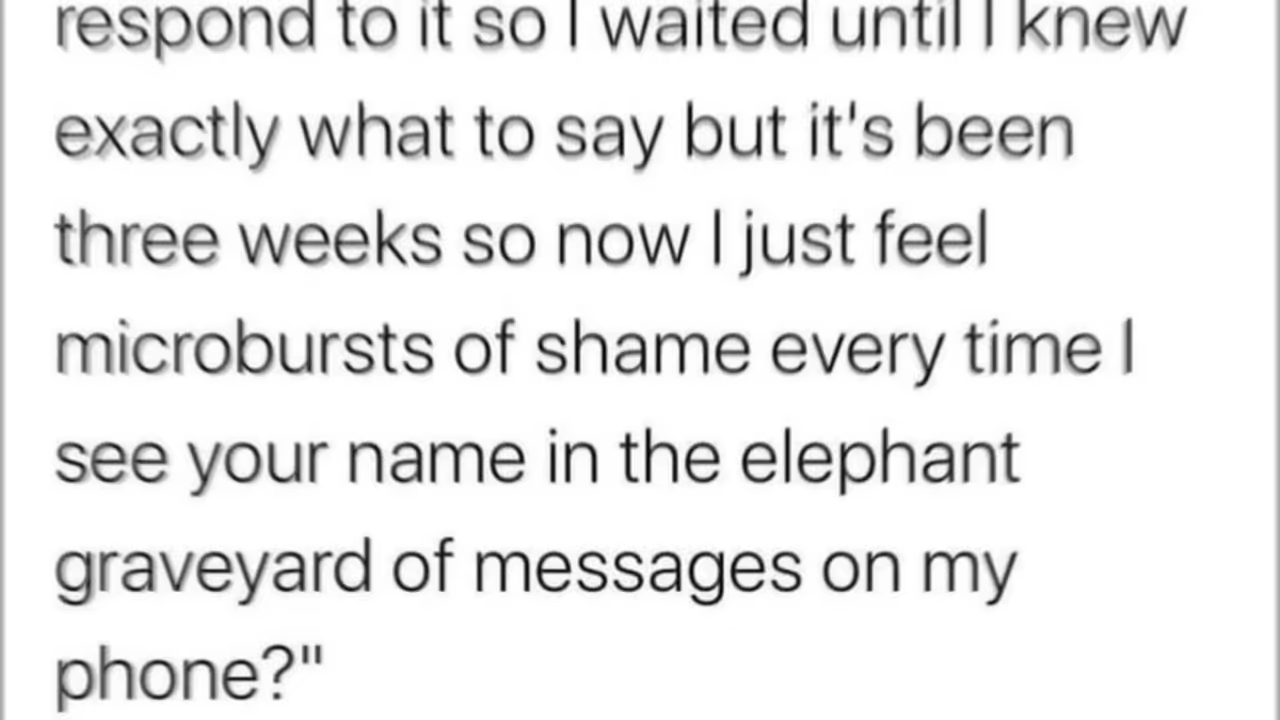 respond to it so I waited until I knew
exactly what to say but it's been
three weeks so now I just feel
microbursts of shame every time I
see your name in the elephant
graveyard of messages on my
phone?"